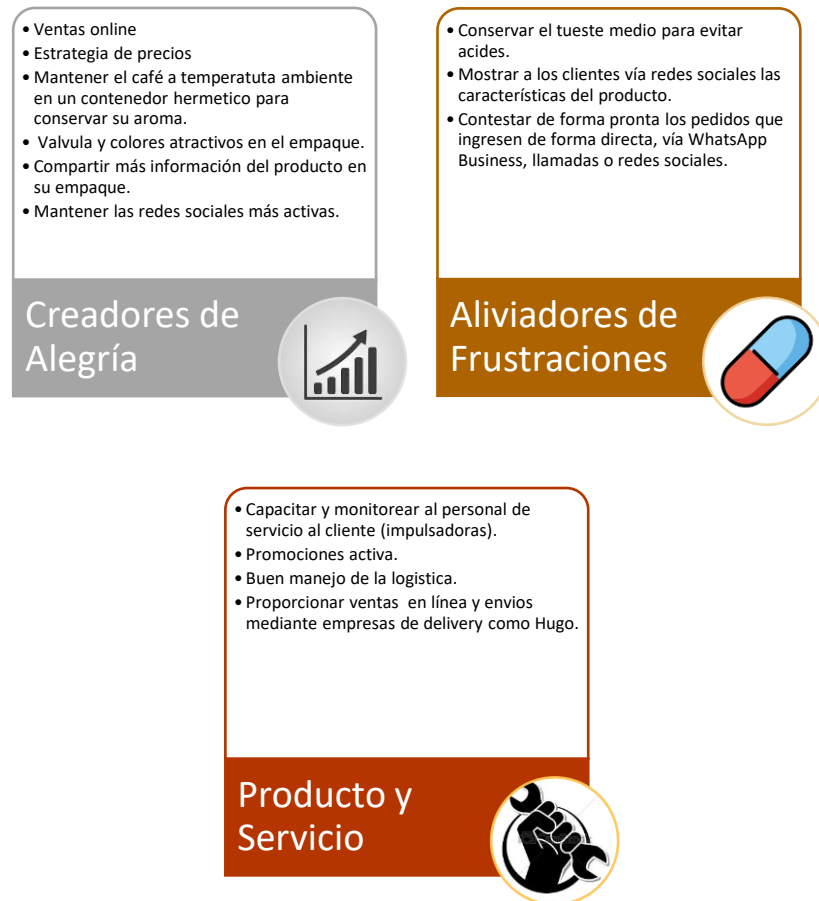 • Ventas online
• Estrategia de precios
• Mantener el café a temperatuta ambiente
en un contenedor hermetico para
conservar su aroma.
• Valvula y colores atractivos en el empaque.
• Compartir más información del producto en
su empaque.
• Mantener las redes sociales más activas.
Creadores de
Alegría
• Conservar el tueste medio para evitar
acides.
• Mostrar a los clientes vía redes sociales las
características del producto.
• Contestar de forma pronta los pedidos que
ingresen de forma directa, vía WhatsApp
Business, llamadas o redes sociales.
Aliviadores de
Frustraciones
• Capacitar y monitorear al personal de
servicio al cliente (impulsadoras).
• Promociones activa.
• Buen manejo de la logistica.
• Proporcionar ventas en línea y envios
mediante empresas de delivery como Hugo.
Producto y
Servicio